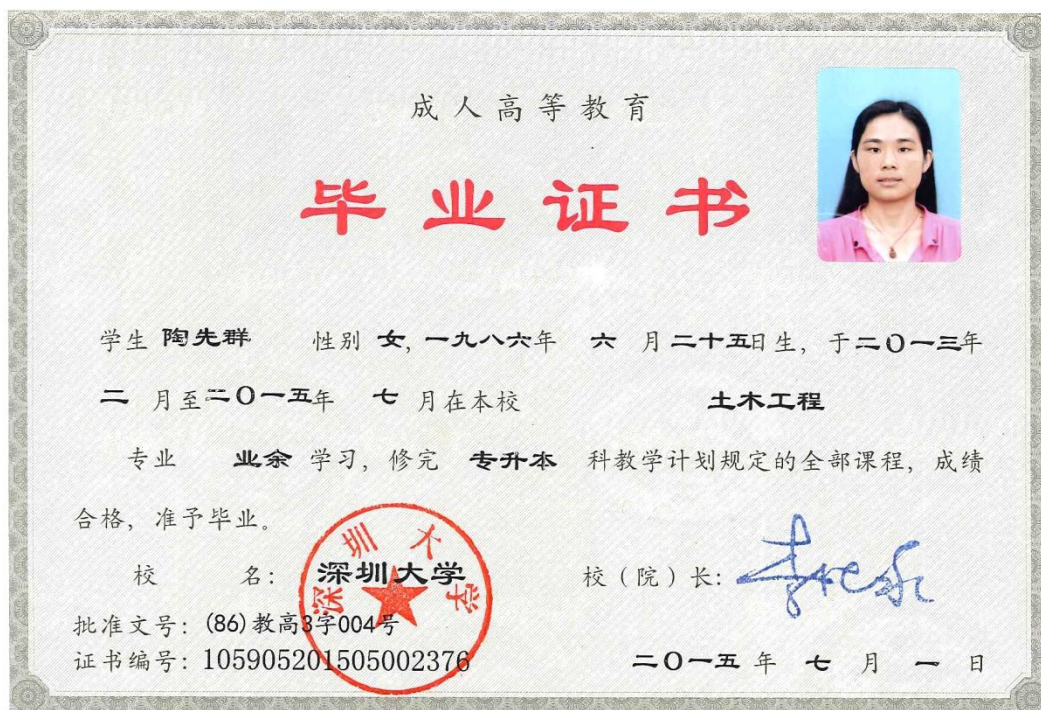 成人高等教育
毕业证书
学生 陶先群 性别 女, 一九八六年 六 月 二十五日生, 于二〇一三年
二 月至二〇一五年 七 月在本校 土木工程
专业 业余 学习, 修完 专升本 科教学计划规定的全部课程, 成绩
合格, 准予毕业。
校 名: 深圳大学
深圳大学
校（院）长:
批准文号: (86)教高3字004号
证书编号: 105905201505002376
二〇一五 年 七 月 一 日